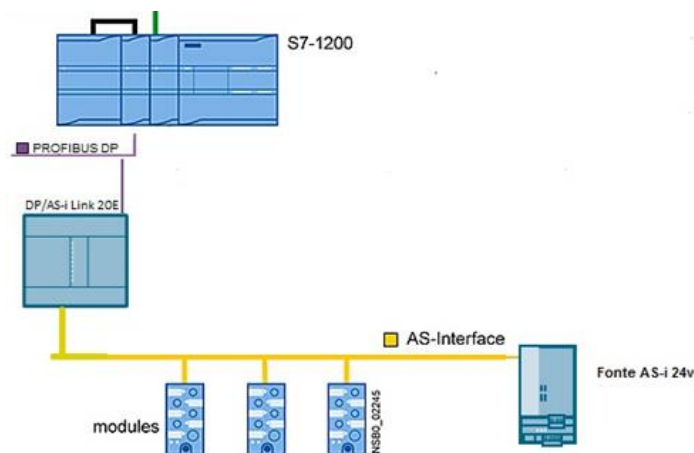 S7-1200
PROFIBUS DP
DP/AS-i Link 20E
AS-Interface
Fonte AS-i 24v
modules
NSB0_02245